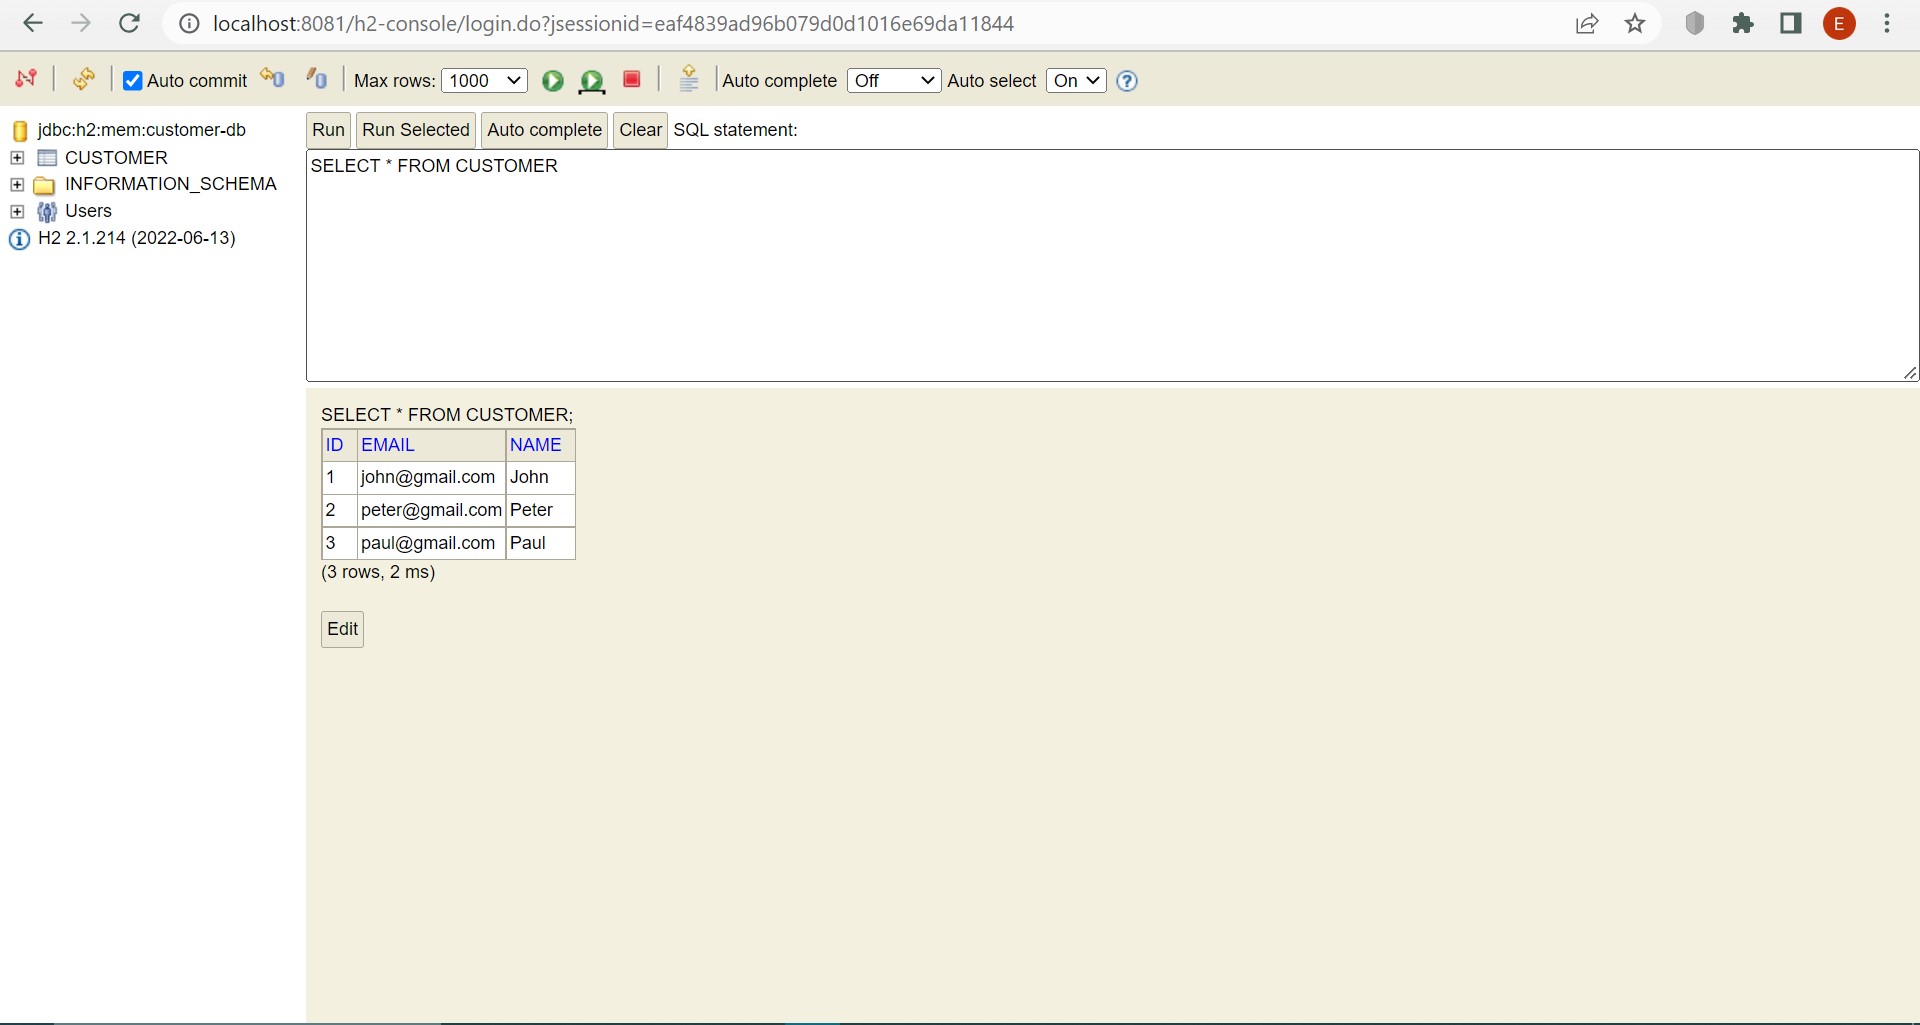 localhost:8081/h2-console/login.do?jsessionid=eaf4839ad96b079d0d1016e69da11844
E
Auto commit Max rows: 1000 Auto complete Off Auto select On ?
jdbc:h2:mem:customer-db
CUSTOMER
INFORMATION_SCHEMA
Users
H2 2.1.214 (2022-06-13)
Run Run Selected Auto complete Clear SQL statement:
SELECT * FROM CUSTOMER
SELECT * FROM CUSTOMER;
ID EMAIL NAME
1 john@gmail.com John
2 peter@gmail.com Peter
3 paul@gmail.com Paul
(3 rows, 2 ms)
Edit